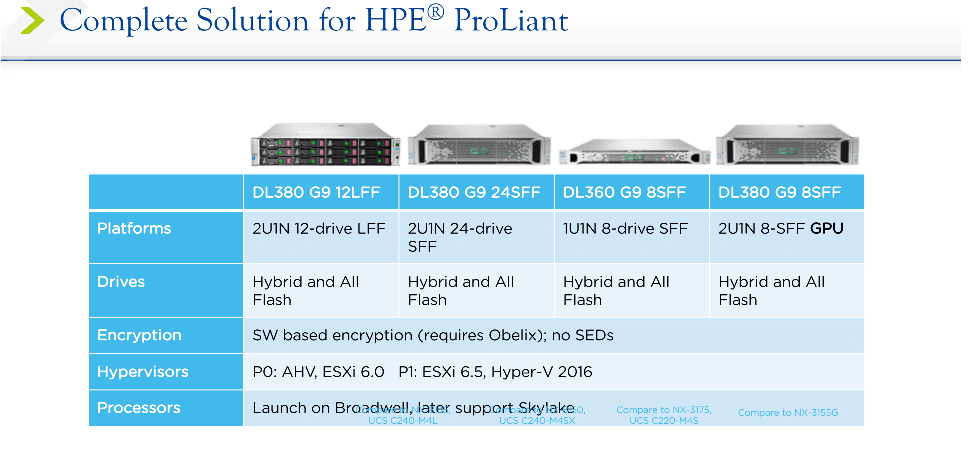 Complete Solution for HPE® ProLiant
DL380 G9 12LFF DL380 G9 24SFF DL360 G9 8SFF DL380 G9 8SFF
Platforms 2U1N 12-drive LFF 2U1N 24-drive SFF 1U1N 8-drive SFF 2U1N 8-SFF GPU
Drives Hybrid and All Flash Hybrid and All Flash Hybrid and All Flash Hybrid and All Flash
Encryption SW based encryption (requires Obelix); no SEDs
Hypervisors P0: AHV, ESXi 6.0 P1: ESXi 6.5, Hyper-V 2016
Processors Launch on Broadwell, later support Skylake
Compare to
UCS C240-M4L
Compare to
UCS C240-M4SX
Compare to NX-3175,
UCS C220-M4S
Compare to NX-3155G